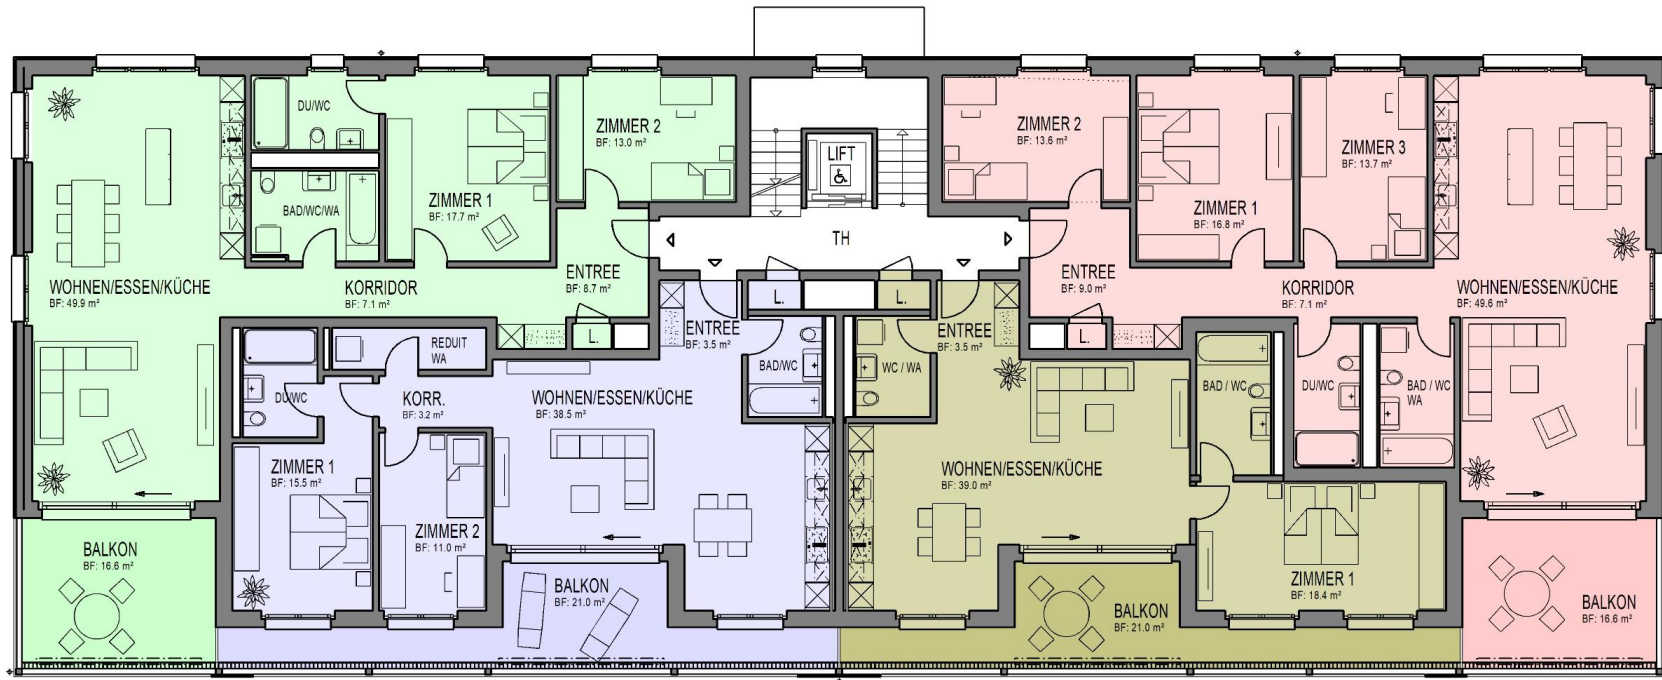 DU/WC
ZIMMER 2
BF: 13.0 m²
LIFT
ZIMMER 2
BF: 13.6 m²
ZIMMER 3
BF: 13.7 m²
ZIMMER 1
BF: 17.7 m²
BAD/WC/WA
ZIMMER 1
BF: 16.8 m²
TH
WOHNEN/ESSEN/KÜCHE
BF: 49.9 m²
KORRIDOR
BF: 7.1 m²
ENTREE
BF: 8.7 m²
L.
L.
ENTREE
BF: 9.0 m²
KORRIDOR
BF: 7.1 m²
WOHNEN/ESSEN/KÜCHE
BF: 49.6 m²
L.
ENTREE
BF: 3.5 m²
ENTREE
BF: 3.5 m²
L.
REDUIT
WA
BAD/WC
WC / WA
DU/WC
KORR.
BF: 3.2 m²
WOHNEN/ESSEN/KÜCHE
BF: 38.5 m²
BAD / WC
DU/WC
BAD / WC
WA
ZIMMER 1
BF: 15.5 m²
WOHNEN/ESSEN/KÜCHE
BF: 39.0 m²
ZIMMER 2
BF: 11.0 m²
BALKON
BF: 16.6 m²
BALKON
BF: 21.0 m²
BALKON
BF: 21.0 m²
ZIMMER 1
BF: 18.4 m²
BALKON
BF: 16.6 m²